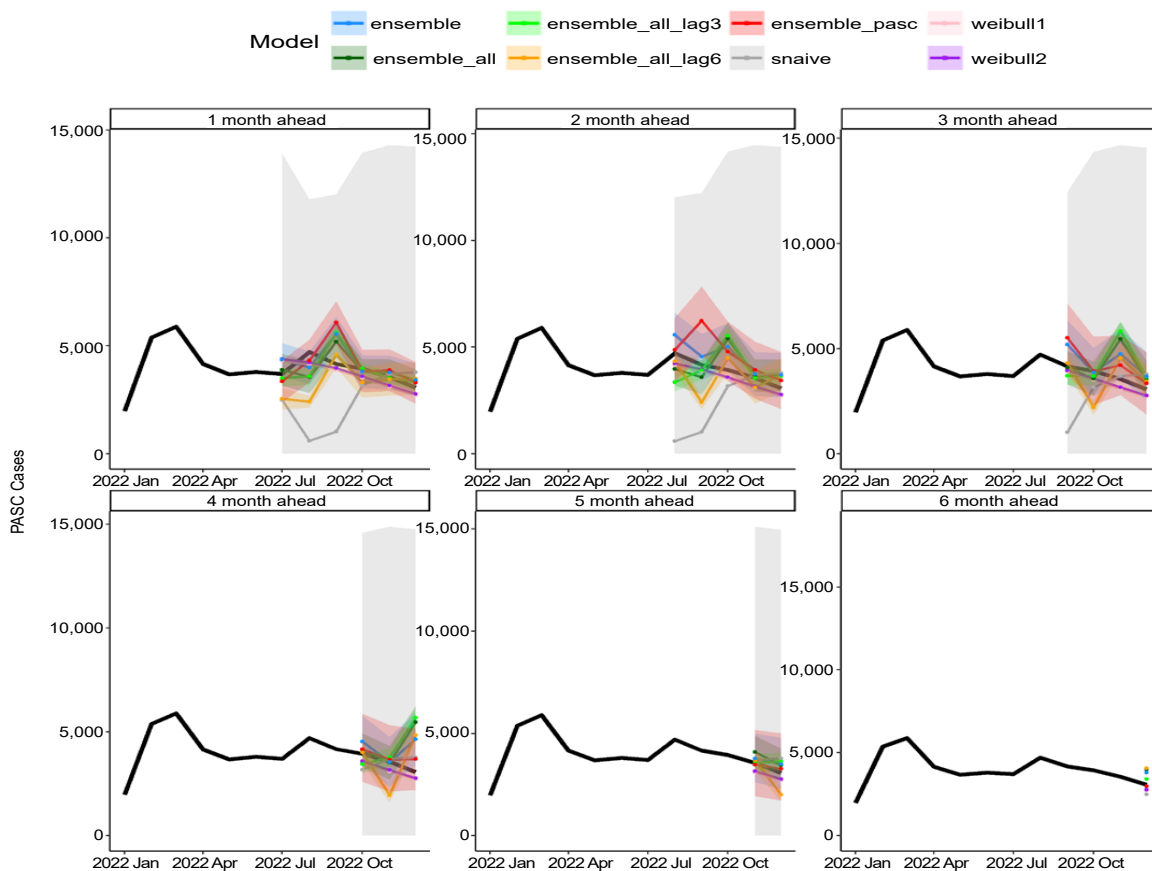 Model
ensemble ensemble_all_lag3 ensemble_pasc weibull1
ensemble_all ensemble_all_lag6 snaive weibull2
PASC Cases
1 month ahead 2 month ahead 3 month ahead
15,000 15,000 15,000
10,000 10,000 10,000
5,000 5,000 5,000
0 0 0
2022 Jan 2022 Apr 2022 Jul 2022 Oct 2022 Jan 2022 Apr 2022 Jul 2022 Oct 2022 Jan 2022 Apr 2022 Jul 2022 Oct
4 month ahead 5 month ahead 6 month ahead
15,000 15,000 15,000
10,000 10,000 10,000
5,000 5,000 5,000
0 0 0
2022 Jan 2022 Apr 2022 Jul 2022 Oct 2022 Jan 2022 Apr 2022 Jul 2022 Oct 2022 Jan 2022 Apr 2022 Jul 2022 Oct